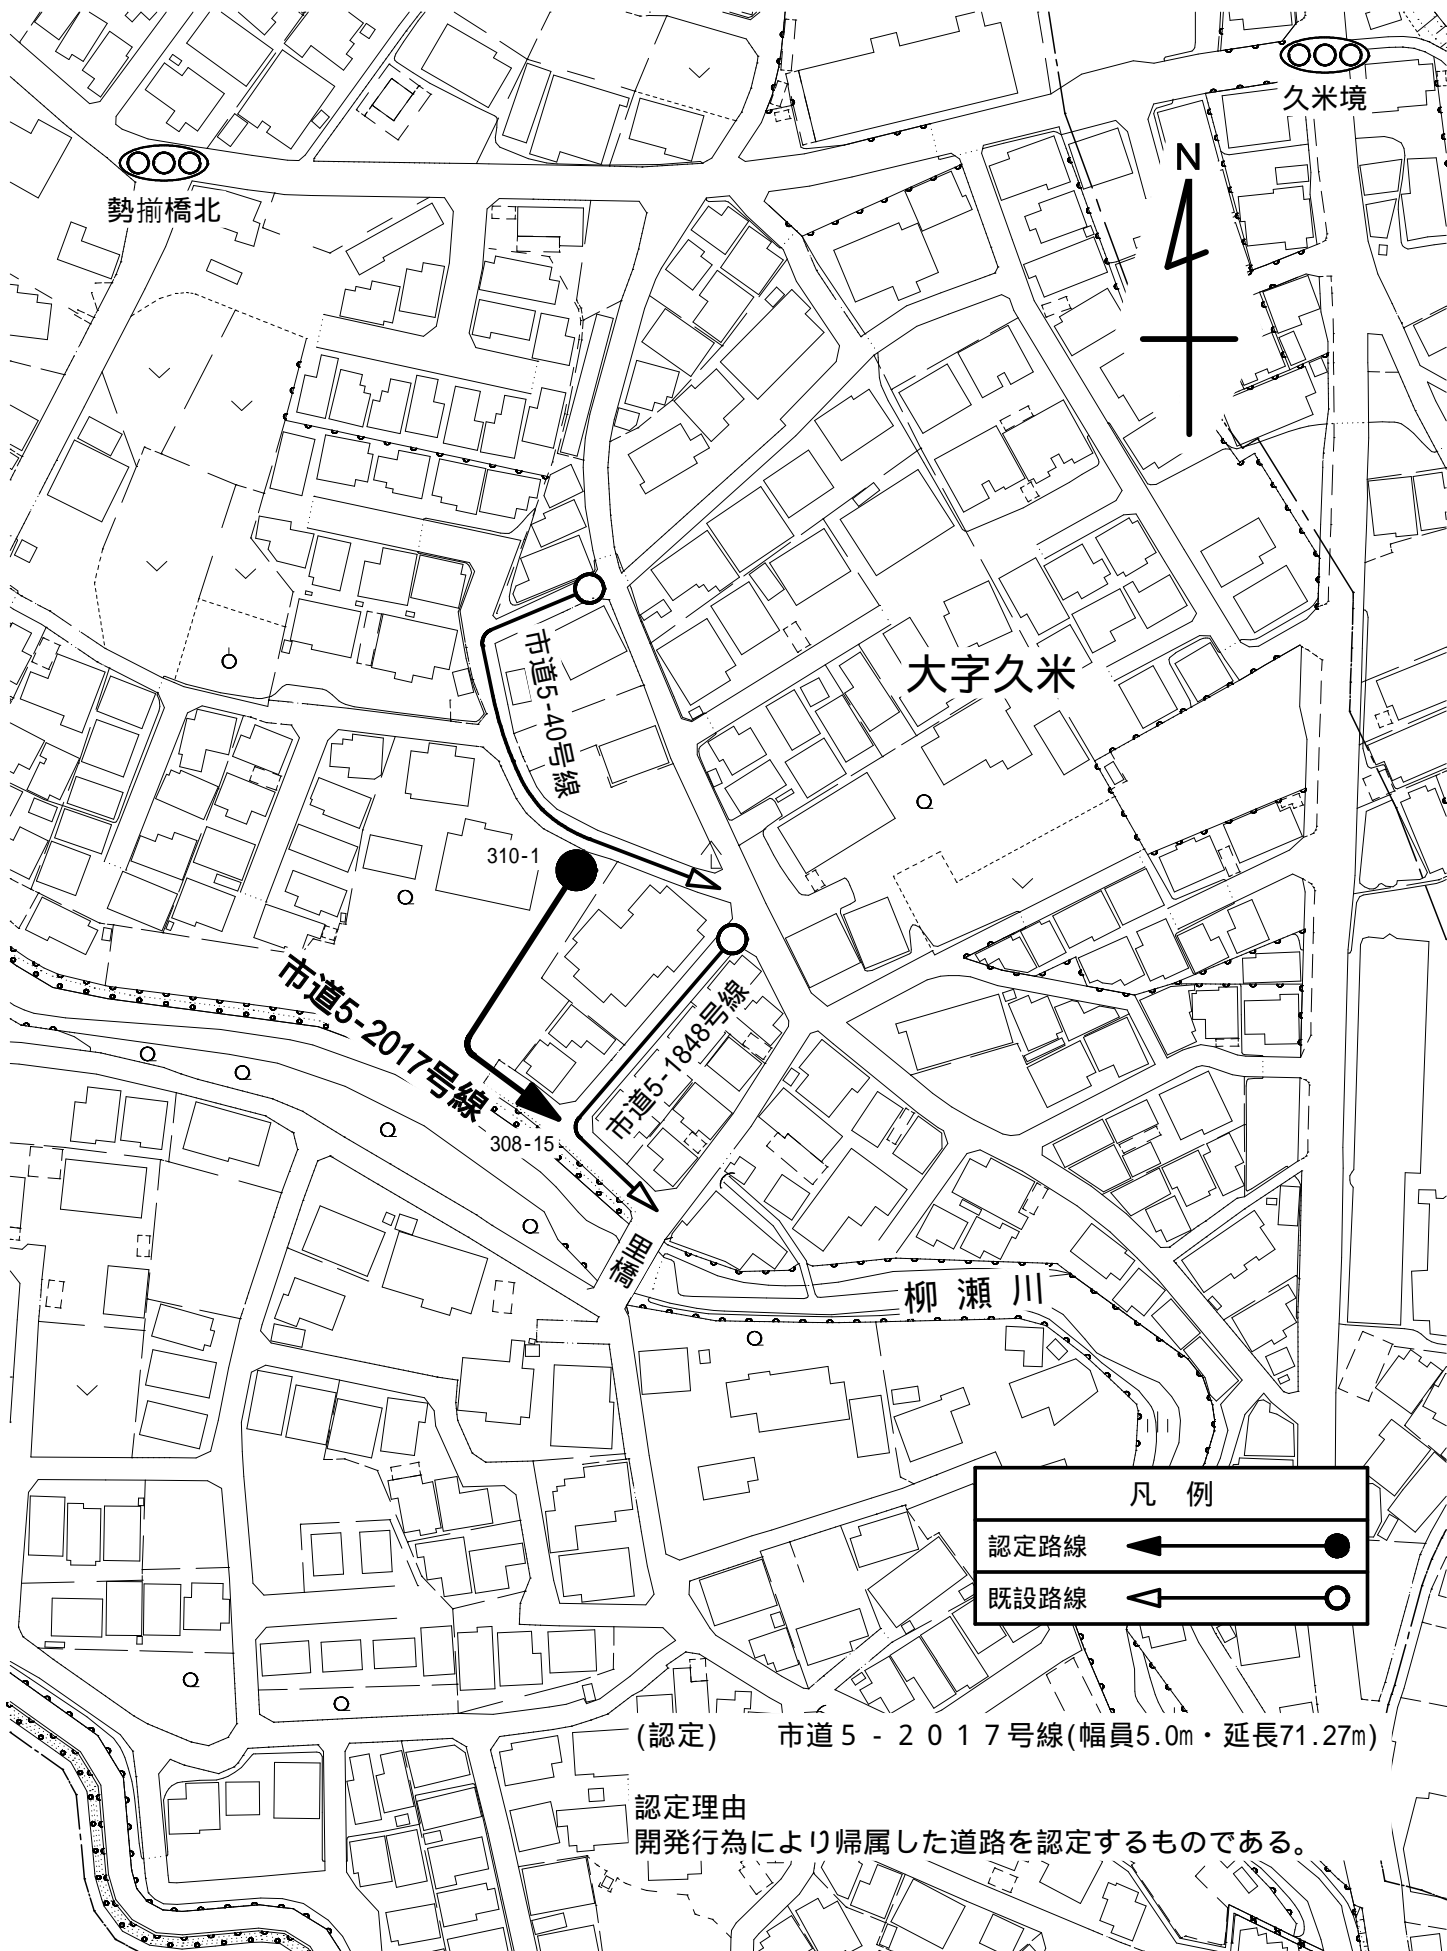 久米境
N
勢揃橋北
市道5-40号線
大字久米
310-1
市道5-2017号線
市道5-1848号線
308-15
里橋
柳瀬川
凡 例
認定路線
既設路線
(認定) 市道５-２０１７号線(幅員5.0m・延長71.27m)
認定理由
開発行為により帰属した道路を認定するものである。